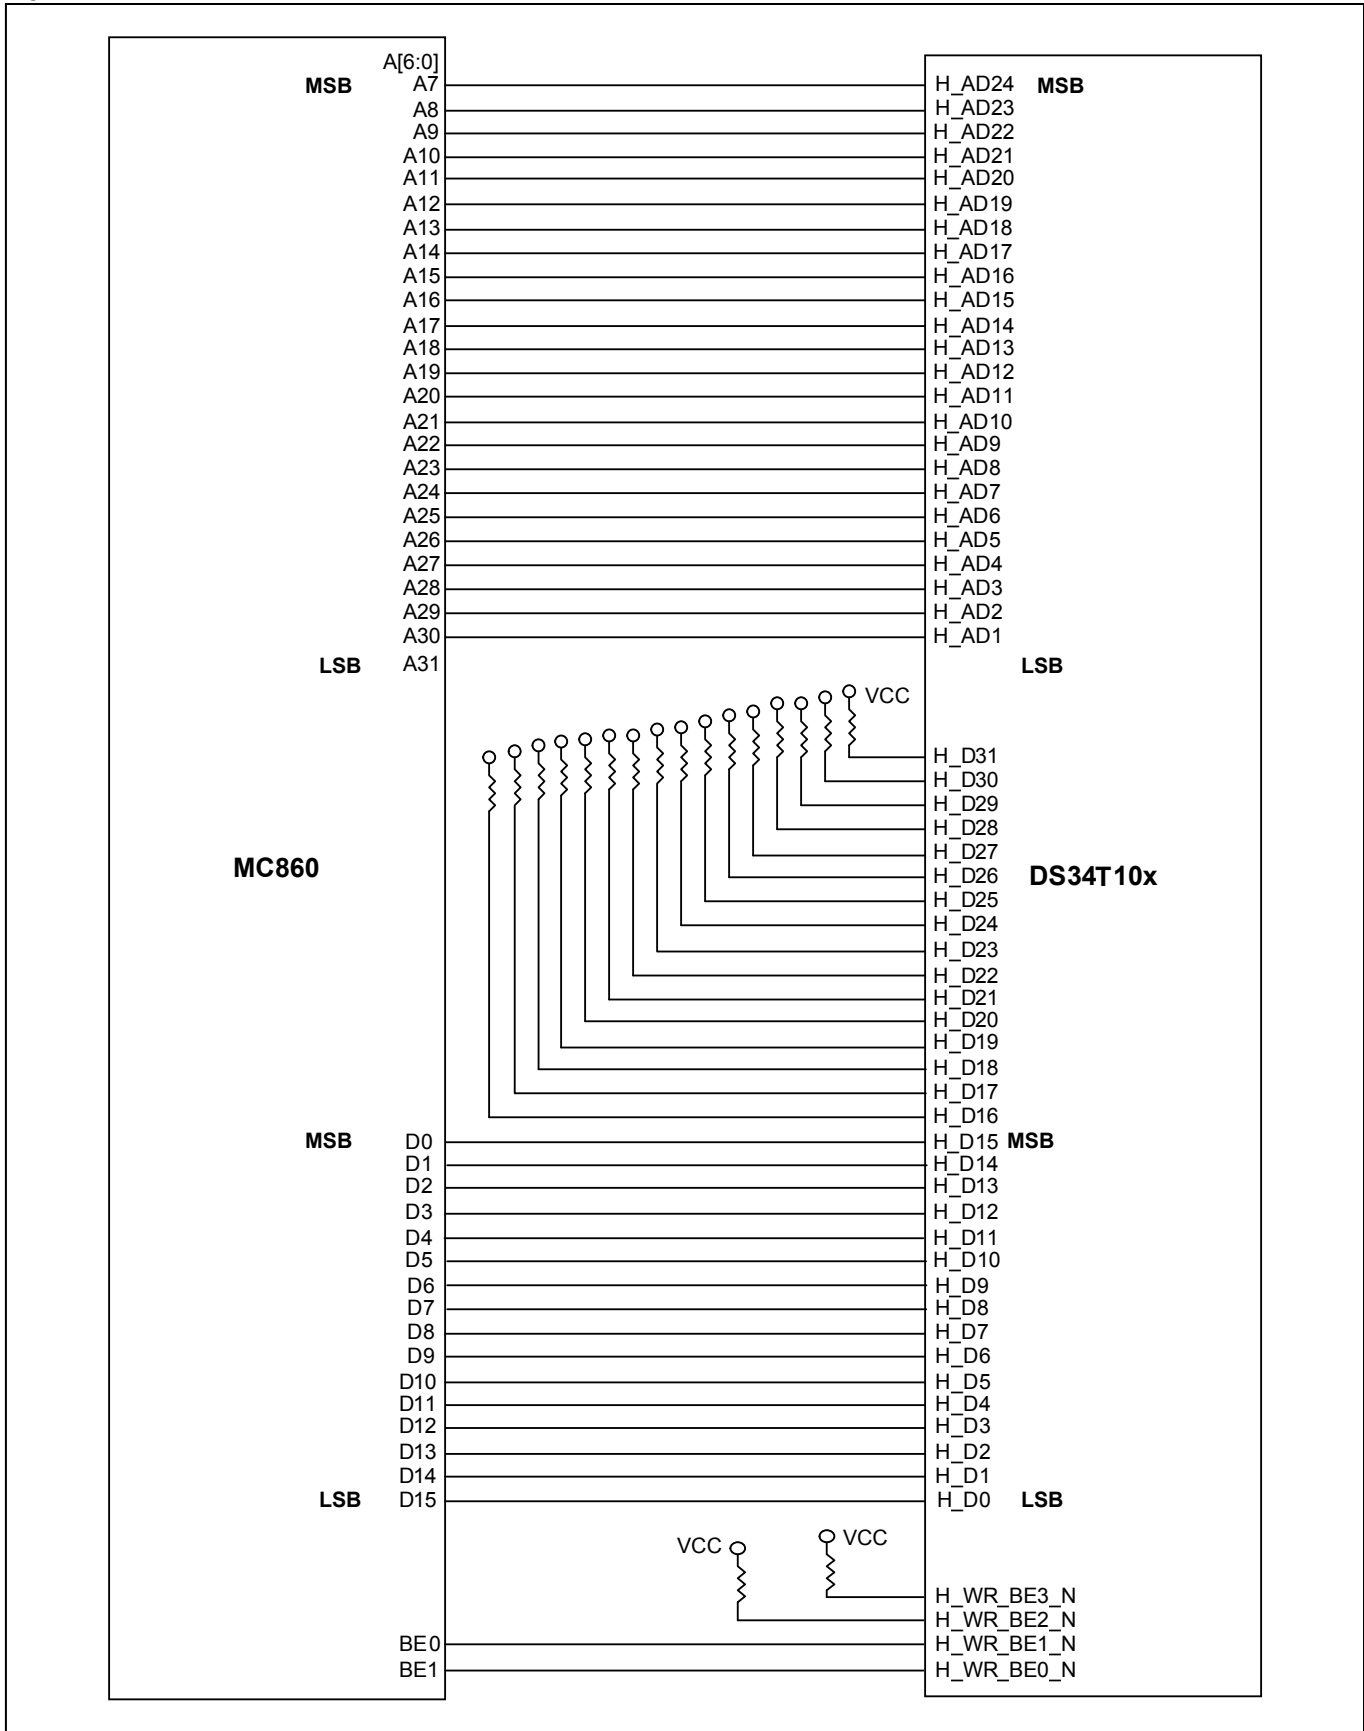 A[6:0]
MSB A7 H_AD24 MSB
A8 H_AD23
A9 H_AD22
A10 H_AD21
A11 H_AD20
A12 H_AD19
A13 H_AD18
A14 H_AD17
A15 H_AD16
A16 H_AD15
A17 H_AD14
A18 H_AD13
A19 H_AD12
A20 H_AD11
A21 H_AD10
A22 H_AD9
A23 H_AD8
A24 H_AD7
A25 H_AD6
A26 H_AD5
A27 H_AD4
A28 H_AD3
A29 H_AD2
A30 H_AD1
LSB A31 LSB
VCC
H_D31
H_D30
H_D29
H_D28
H_D27
MC860 DS34T10x
H_D26
H_D25
H_D24
H_D23
H_D22
H_D21
H_D20
H_D19
H_D18
H_D17
H_D16
MSB D0 H_D15 MSB
D1 H_D14
D2 H_D13
D3 H_D12
D4 H_D11
D5 H_D10
D6 H_D9
D7 H_D8
D8 H_D7
D9 H_D6
D10 H_D5
D11 H_D4
D12 H_D3
D13 H_D2
D14 H_D1
LSB D15 H_D0 LSB
VCC VCC
H_WR_BE3_N
H_WR_BE2_N
BE0 H_WR_BE1_N
BE1 H_WR_BE0_N